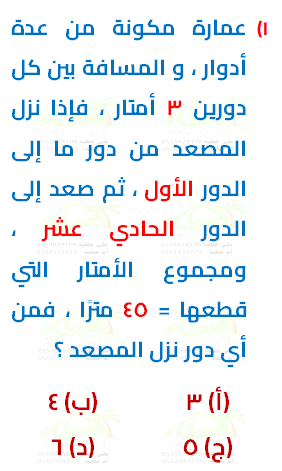 ١) عمارة مكونة من عدة
أدوار ، و المسافة بين كل
دورين ٣ أمتار ، فإذا نزل
المصعد من دور ما إلى
الدور الأول ، ثم صعد إلى
الدور الحادي عشر ،
ومجموع الأمتار التي
قطعها = ٤٥ مترًا ، فمن
أي دور نزل المصعد ؟
(أ) ٣ (ب) ٤
(ج) ٥ (د) ٦